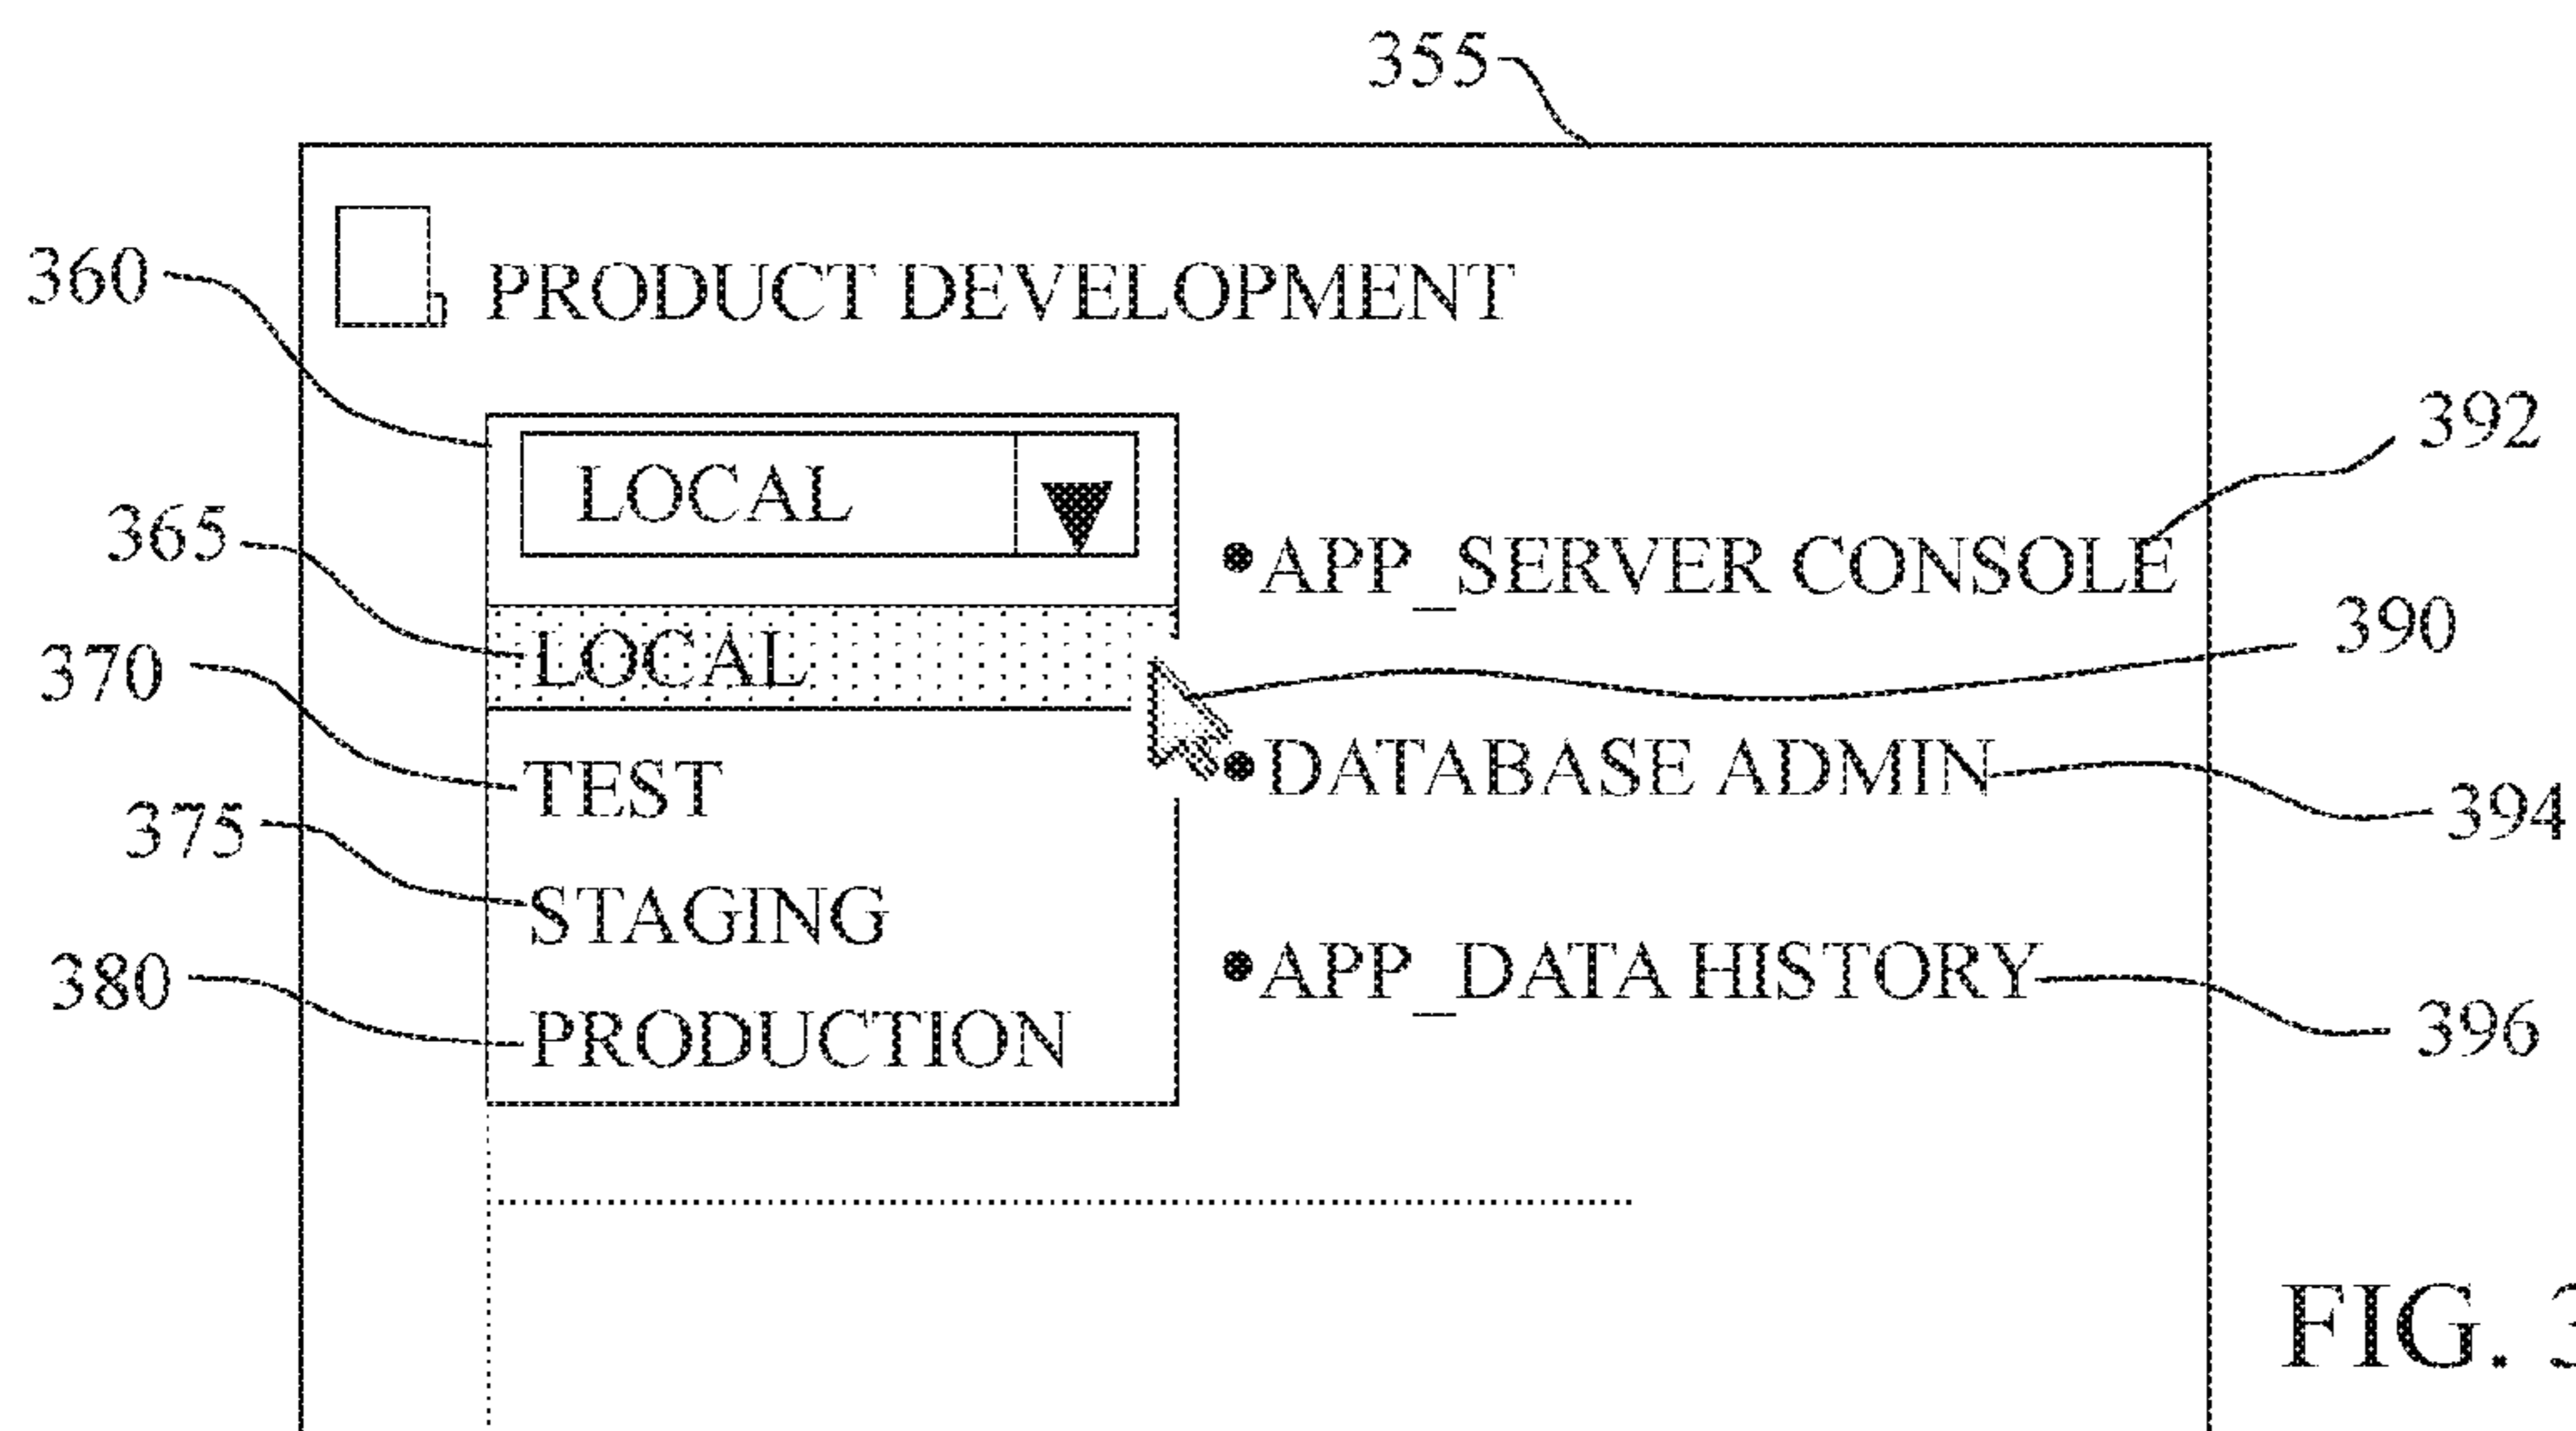 355
360
PRODUCT DEVELOPMENT
392
LOCAL
365
•APP_SERVER CONSOLE
390
LOCAL
370
•DATABASE ADMIN
TEST
394
375
STAGING
•APP_DATA HISTORY
380
PRODUCTION
396
FIG. 3